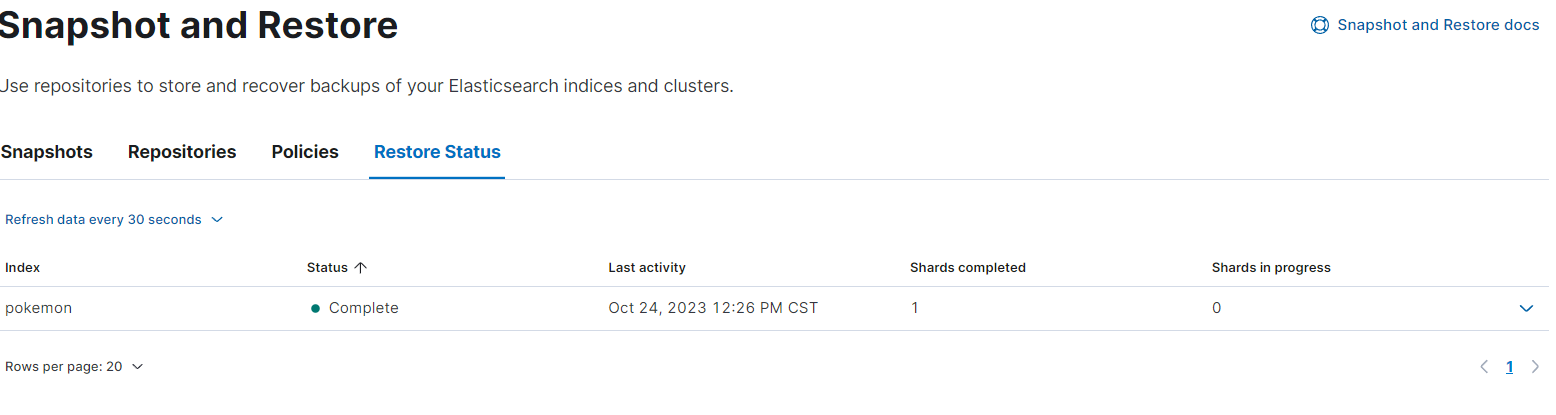 Snapshot and Restore
Snapshot and Restore docs
Use repositories to store and recover backups of your Elasticsearch indices and clusters.
Snapshots Repositories Policies Restore Status
Refresh data every 30 seconds
Index Status Last activity Shards completed Shards in progress
pokemon Complete Oct 24, 2023 12:26 PM CST 1 0
Rows per page: 20
1